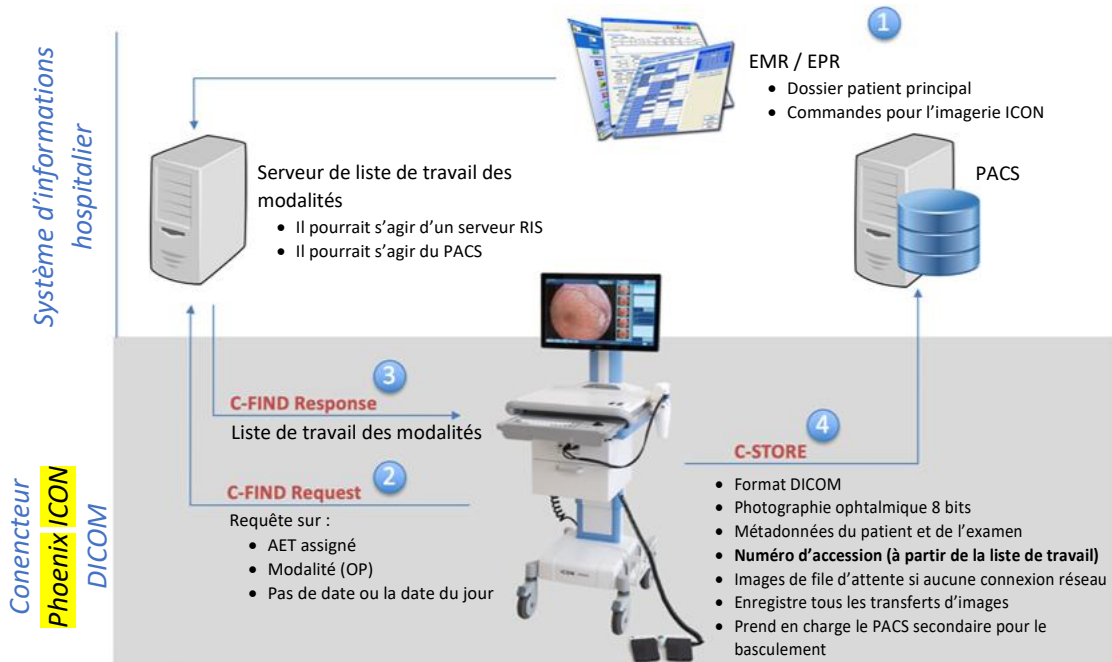 Système d'informations
hospitalier
1
EMR / EPR
• Dossier patient principal
• Commandes pour l'imagerie ICON
Serveur de liste de travail des
modalités
• Il pourrait s'agir d'un serveur RIS
• Il pourrait s'agir du PACS
PACS
Conencteur
Phoenix ICON
DICOM
3
C-FIND Response
Liste de travail des modalités
2
C-FIND Request
Requête sur :
• AET assigné
• Modalité (OP)
• Pas de date ou la date du jour
4
C-STORE
• Format DICOM
• Photographie ophtalmique 8 bits
• Métadonnées du patient et de l'examen
• Numéro d'accession (à partir de la liste de travail)
• Images de file d'attente si aucune connexion réseau
• Enregistre tous les transferts d'images
• Prend en charge le PACS secondaire pour le
basculement